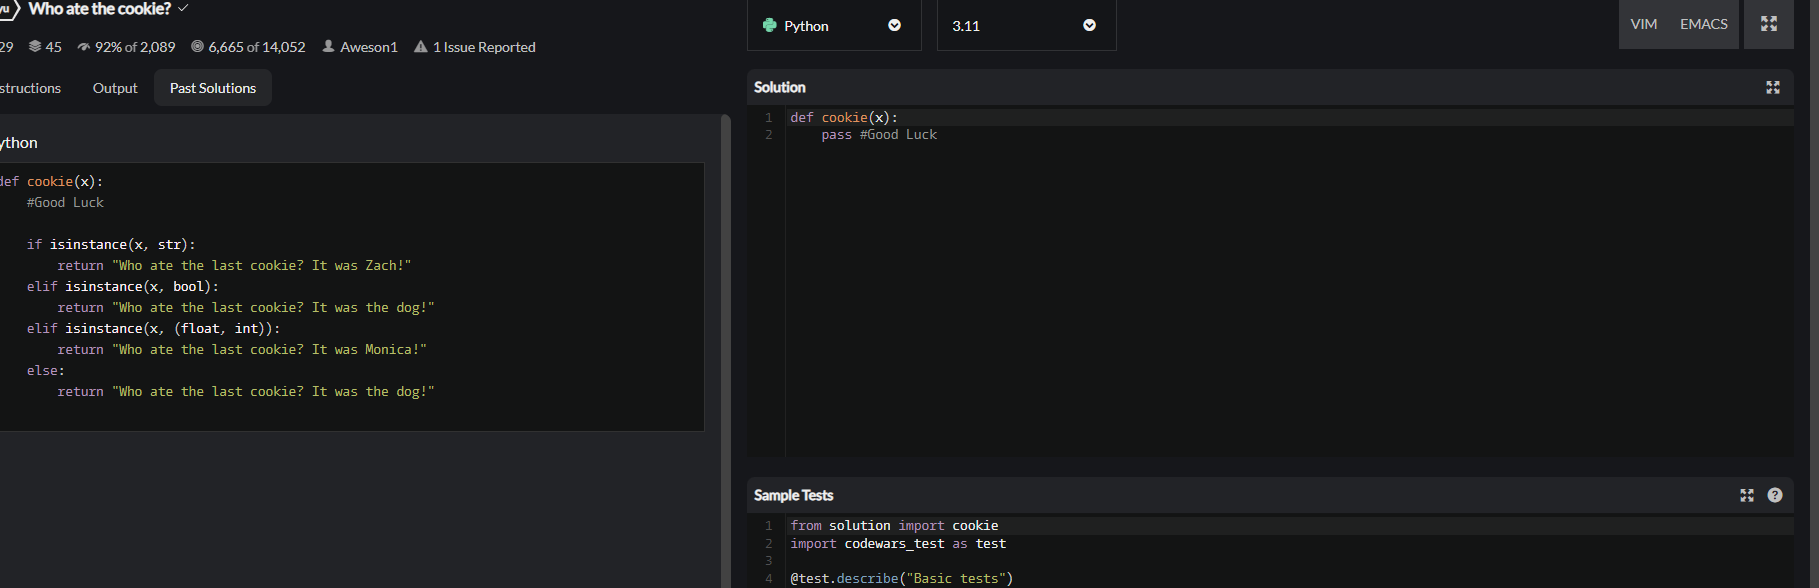 yu Who ate the cookie?
29 45 92% of 2,089 6,665 of 14,052 Aweson1 1 Issue Reported
structions Output Past Solutions
ython
def cookie(x):
#Good Luck
if isinstance(x, str):
return "Who ate the last cookie? It was Zach!"
elif isinstance(x, bool):
return "Who ate the last cookie? It was the dog!"
elif isinstance(x, (float, int)):
return "Who ate the last cookie? It was Monica!"
else:
return "Who ate the last cookie? It was the dog!"
Python 3.11 VIM EMACS
Solution
1 def cookie(x):
2 pass #Good Luck
Sample Tests ?
1 from solution import cookie
2 import codewars_test as test
3
4 @test.describe("Basic tests")